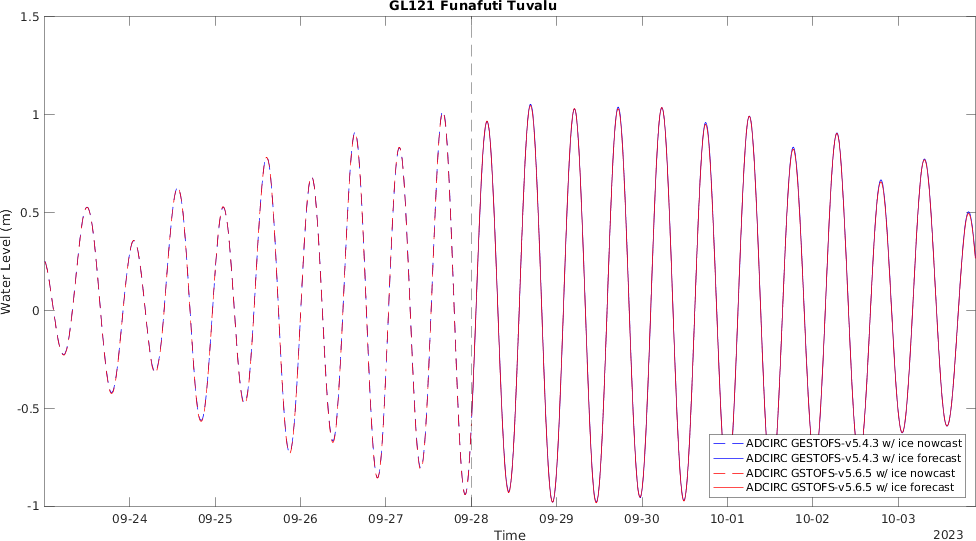 GL121 Funafuti Tuvalu
1.5
1
0.5
0
-0.5
-1
Water Level (m)
ADCIRC GESTOFS-v5.4.3 w/ ice nowcast
ADCIRC GESTOFS-v5.4.3 w/ ice forecast
ADCIRC GSTOFS-v5.6.5 w/ ice nowcast
ADCIRC GSTOFS-v5.6.5 w/ ice forecast
09-24 09-25 09-26 09-27 09-28 09-29 09-30 10-01 10-02 10-03
Time
2023